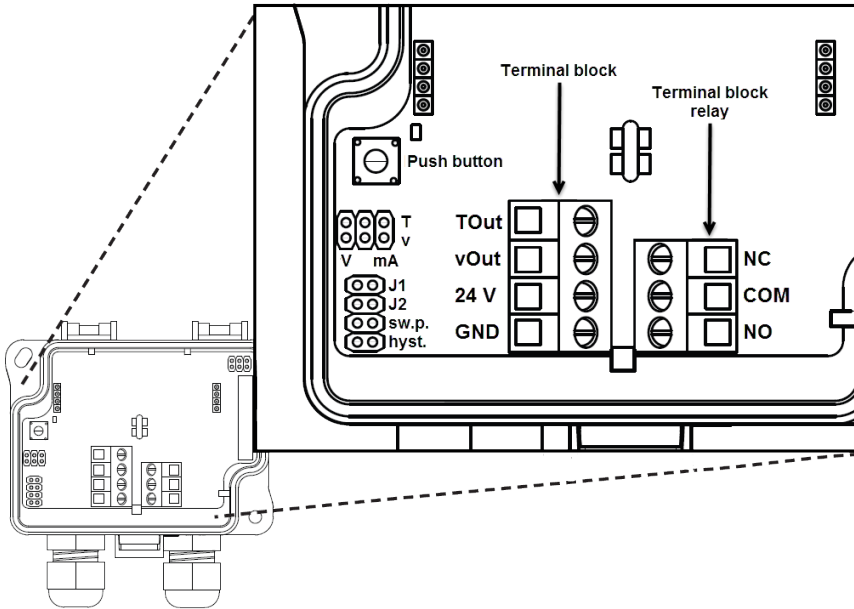 Terminal block
Terminal block
relay
Push button
T
v
V mA
J1
J2
sw.p.
hyst.
TOut
vOut
24 V
GND
NC
COM
NO